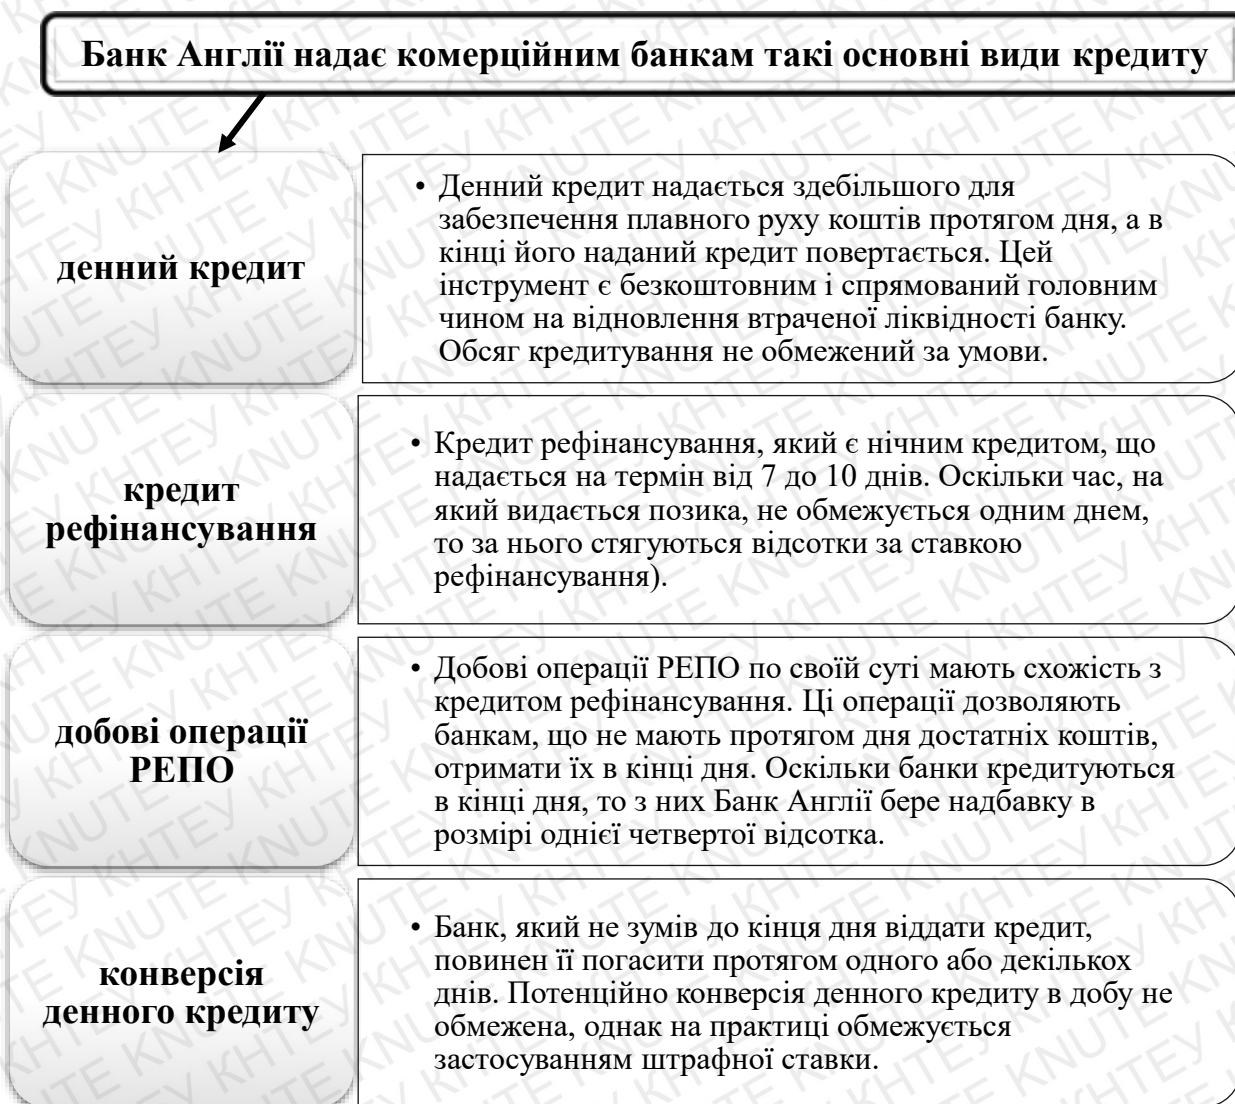 Банк Англії надає комерційним банкам такі основні види кредиту
денний кредит
• Денний кредит надається здебільшого для
забезпечення плавного руху коштів протягом дня, а в
кінці його наданий кредит повертається. Цей
інструмент є безкоштовним і спрямований головним
чином на відновлення втраченої ліквідності банку.
Обсяг кредитування не обмежений за умови.
кредит
рефінансування
• Кредит рефінансування, який є нічним кредитом, що
надається на термін від 7 до 10 днів. Оскільки час, на
який видається позика, не обмежується одним днем,
то за нього стягуються відсотки за ставкою
рефінансування).
добові операції
РЕПО
• Добові операції РЕПО по своїй суті мають схожість з
кредитом рефінансування. Ці операції дозволяють
банкам, що не мають протягом дня достатніх коштів,
отримати їх в кінці дня. Оскільки банки кредитуються
в кінці дня, то з них Банк Англії бере надбавку в
розмірі однієї четвертої відсотка.
конверсія
денного кредиту
• Банк, який не зумів до кінця дня віддати кредит,
повинен її погасити протягом одного або декількох
днів. Потенційно конверсія денного кредиту в добу не
обмежена, однак на практиці обмежується
застосуванням штрафної ставки.